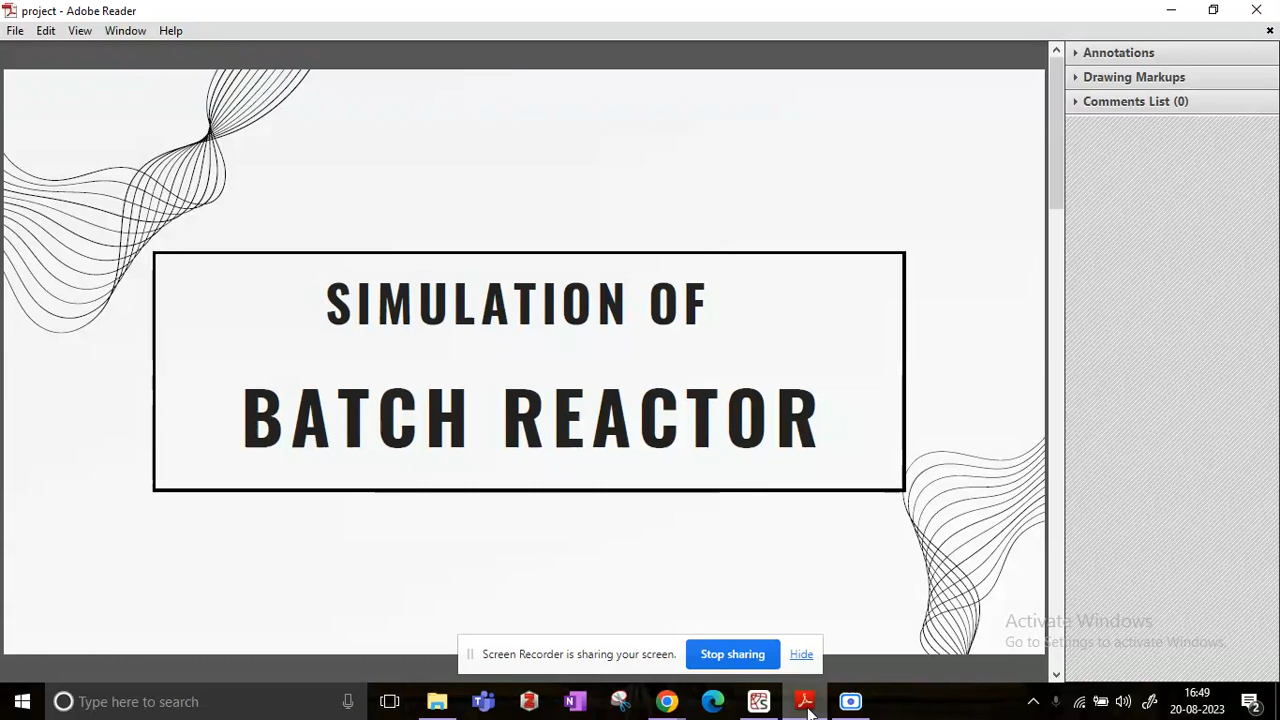 project - Adobe Reader
File Edit View Window Help
Annotations
Drawing Markups
Comments List (0)
SIMULATION OF
BATCH REACTOR
Activate Windows
Go to Settings to activate Windows.
Screen Recorder is sharing your screen. Stop sharing Hide
Type here to search
16:49
20-08-2023
2